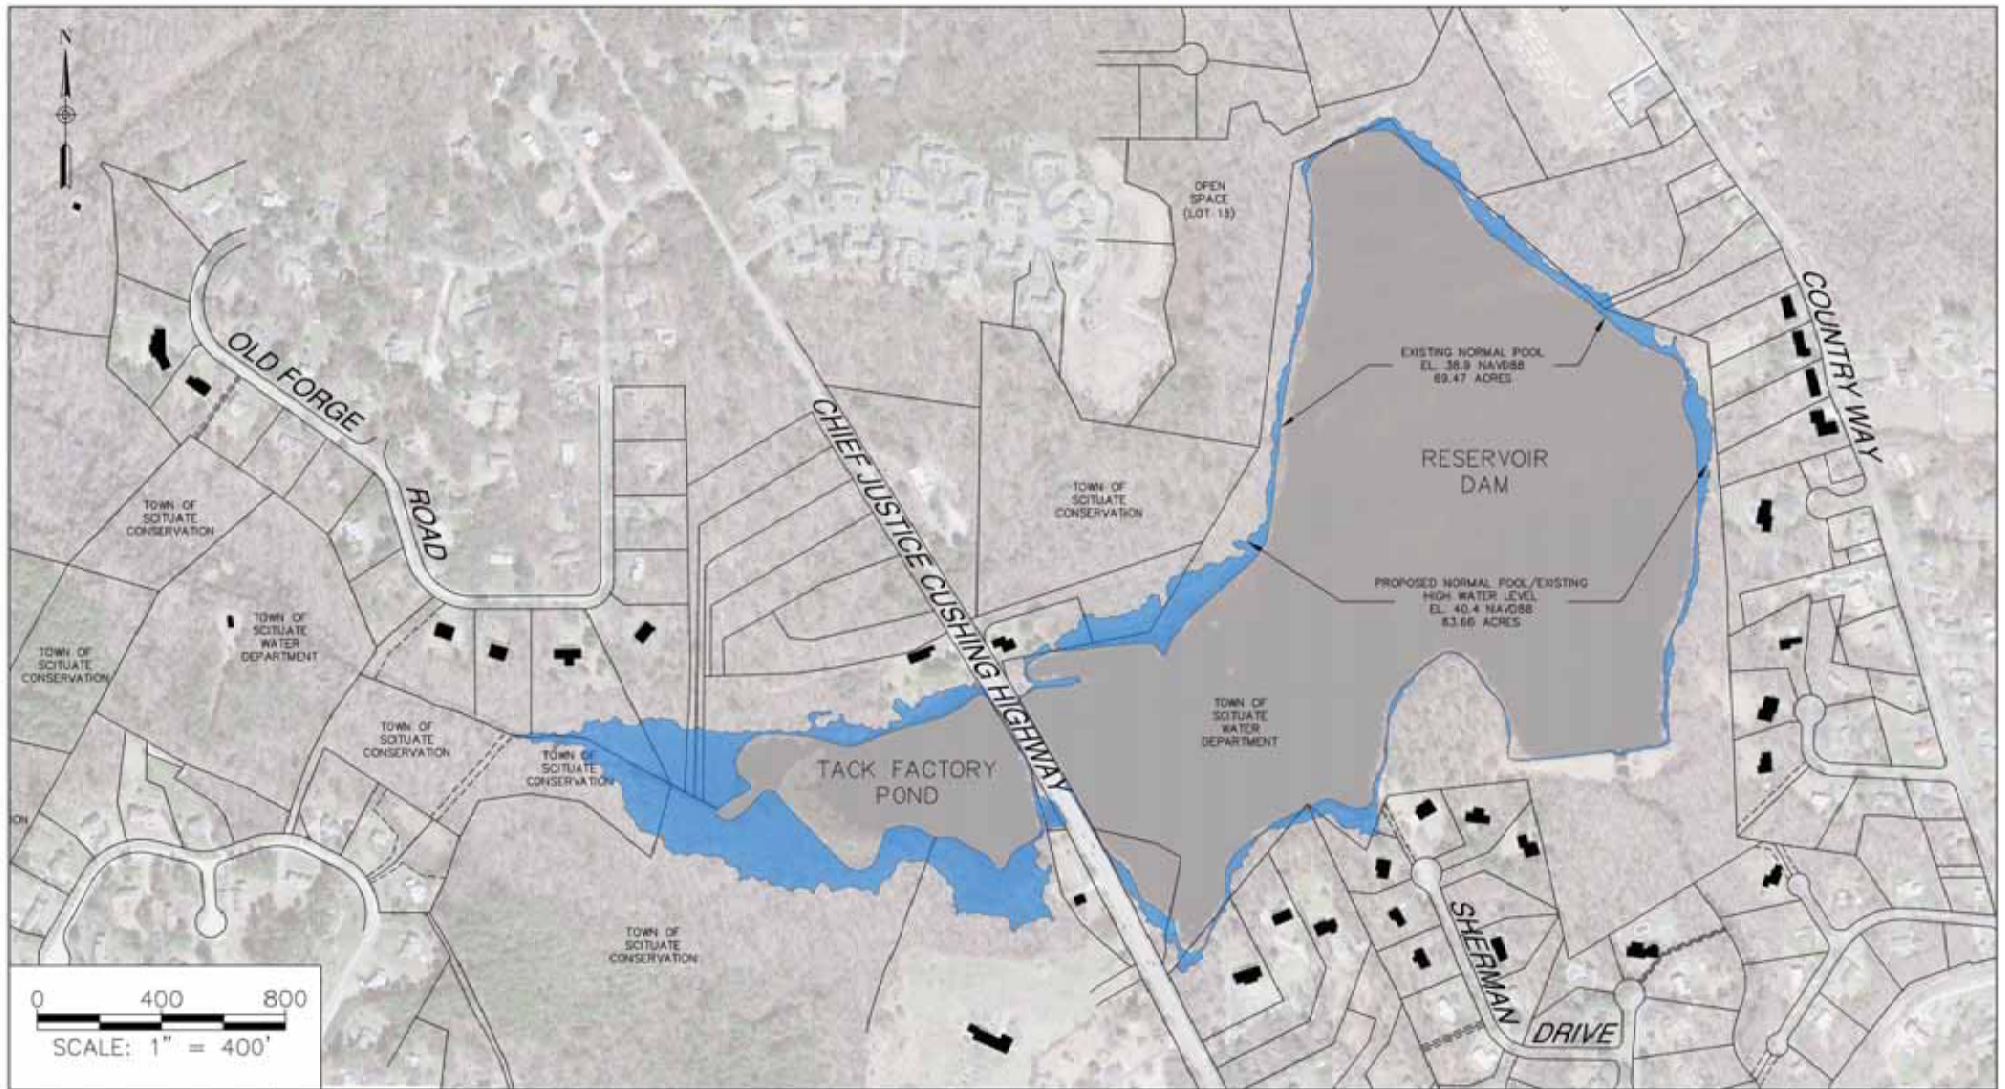 N
OPEN
SPACE
(LOT 15)
COUNTRY WAY
OLD FORGE
ROAD
EXISTING NORMAL POOL
EL. 38.9 NAVD88
69.47 ACRES
CHIEF JUSTICE CUSHING HIGHWAY
RESERVOIR
DAM
TOWN OF
SCITUATE
CONSERVATION
TOWN OF
SCITUATE
CONSERVATION
PROPOSED NORMAL POOL/EXISTING
HIGH WATER LEVEL
EL. 40.4 NAVD88
83.66 ACRES
TOWN OF
SCITUATE
WATER
DEPARTMENT
TOWN OF
SCITUATE
CONSERVATION
TOWN OF
SCITUATE
CONSERVATION
TOWN OF
SCITUATE
CONSERVATION
TOWN OF
SCITUATE
WATER
DEPARTMENT
TACK FACTORY
POND
ON
TOWN OF
SCITUATE
CONSERVATION
SHERMAN
DRIVE
0 400 800
SCALE: 1" = 400'